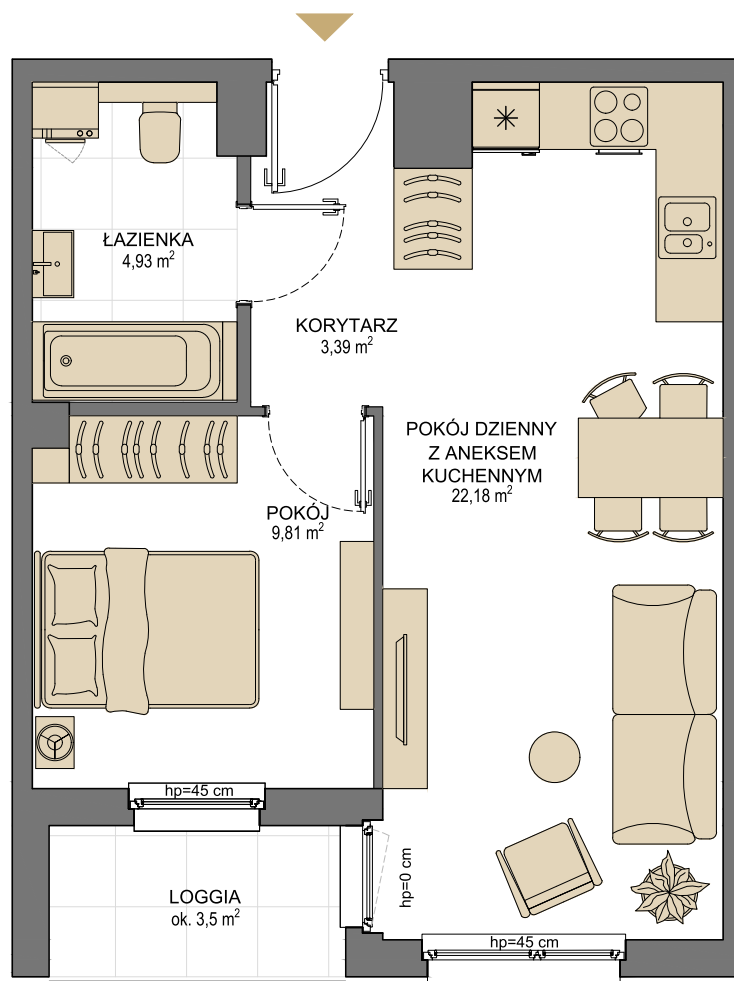 ŁAZIENKA
4,93 m²
KORYTARZ
3,39 m²
POKÓJ DZIENNY
Z ANEKSEM
KUCHENNYM
22,18 m²
POKÓJ
9,81 m²
hp=45 cm
hp=0 cm
LOGGIA
ok. 3,5 m²
hp=45 cm